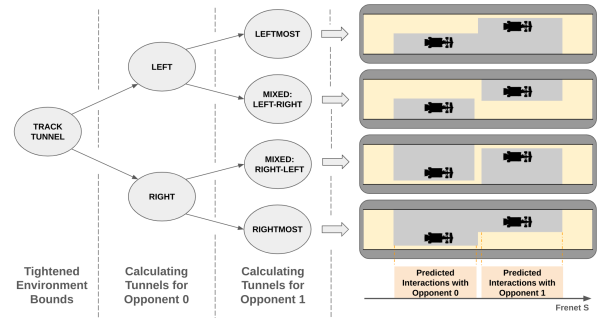 LEFTMOST
LEFT
MIXED:
LEFT-RIGHT
TRACK
TUNNEL
MIXED:
RIGHT-LEFT
RIGHT
RIGHTMOST
Tightened
Environment
Bounds
Calculating
Tunnels for
Opponent 0
Calculating
Tunnels for
Opponent 1
Predicted
Interactions with
Opponent 0
Predicted
Interactions with
Opponent 1
Frenet S